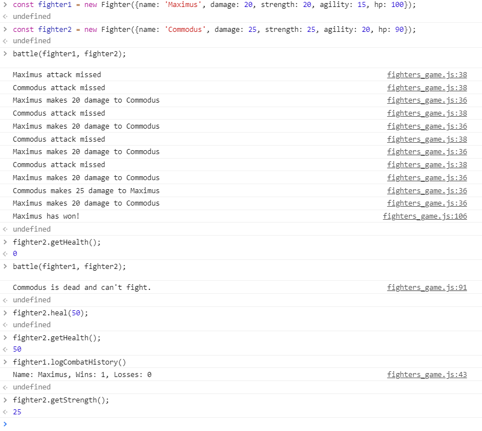 > const fighter1 = new Fighter({name: 'Maximus', damage: 20, strength: 20, agility: 15, hp: 100});
< undefined
> const fighter2 = new Fighter({name: 'Commodus', damage: 25, strength: 25, agility: 20, hp: 90});
< undefined
> battle(fighter1, fighter2);
Maximus attack missed fighters_game.js:38
Commodus attack missed fighters_game.js:38
Maximus makes 20 damage to Commodus fighters_game.js:36
Commodus attack missed fighters_game.js:38
Maximus makes 20 damage to Commodus fighters_game.js:36
Commodus attack missed fighters_game.js:38
Maximus makes 20 damage to Commodus fighters_game.js:36
Commodus attack missed fighters_game.js:38
Maximus makes 20 damage to Commodus fighters_game.js:36
Commodus makes 25 damage to Maximus fighters_game.js:36
Maximus makes 20 damage to Commodus fighters_game.js:36
Maximus has won! fighters_game.js:106
< undefined
> fighter2.getHealth();
< 0
> battle(fighter1, fighter2);
Commodus is dead and can't fight. fighters_game.js:91
< undefined
> fighter2.heal(50);
< undefined
> fighter2.getHealth();
< 50
> fighter1.logCombatHistory()
Name: Maximus, Wins: 1, Losses: 0 fighters_game.js:43
< undefined
> fighter2.getStrength();
< 25
>